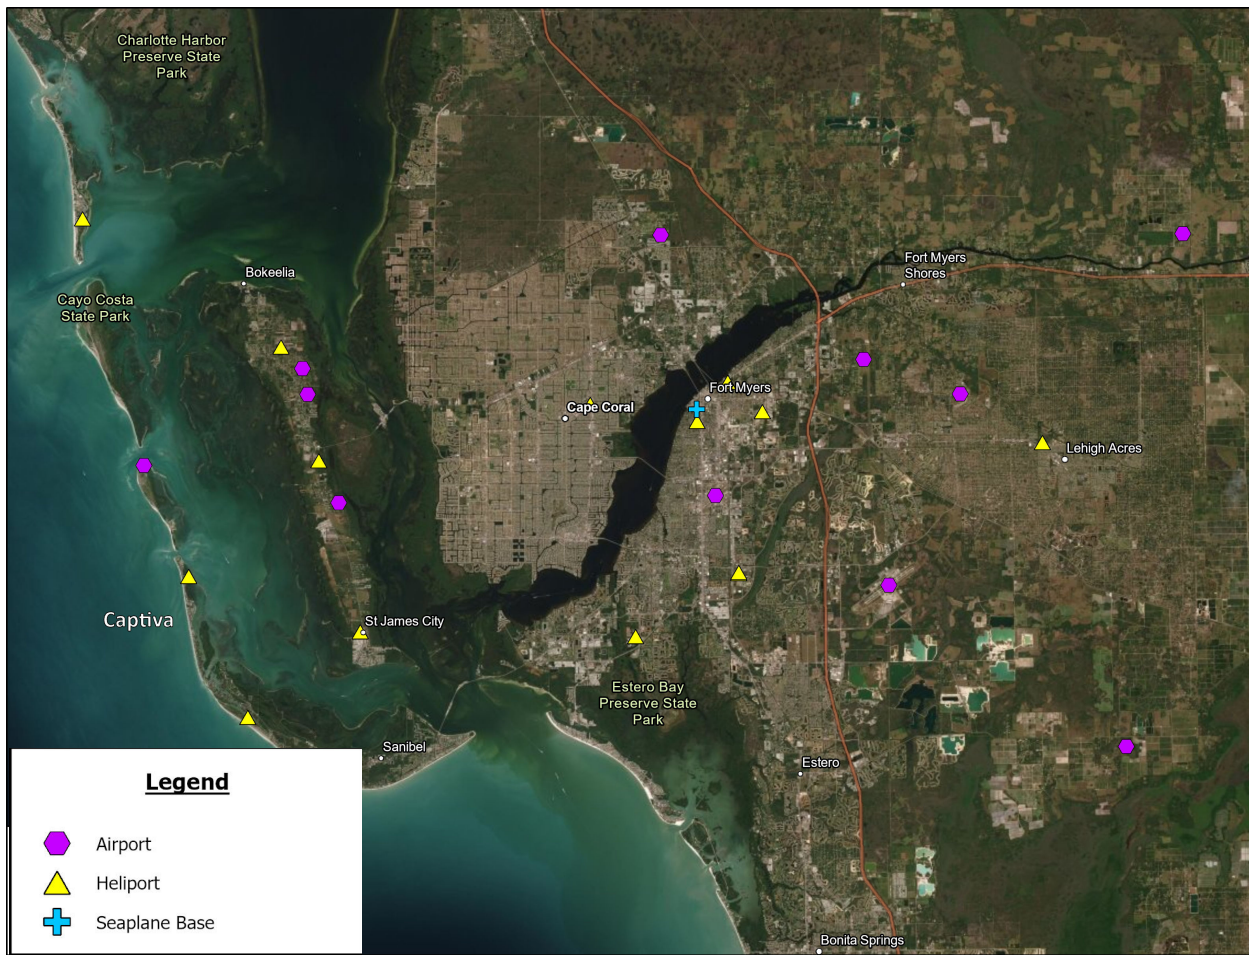 Charlotte Harbor
Preserve State
Park
Fort Myers
Shores
Bokeelia
Cayo Costa
State Park
Fort Myers
Cape Coral
Lehigh Acres
Captiva
St James City
Estero Bay
Preserve State
Park
Sanibel
Estero
Legend
Airport
Heliport
Seaplane Base
Bonita Springs